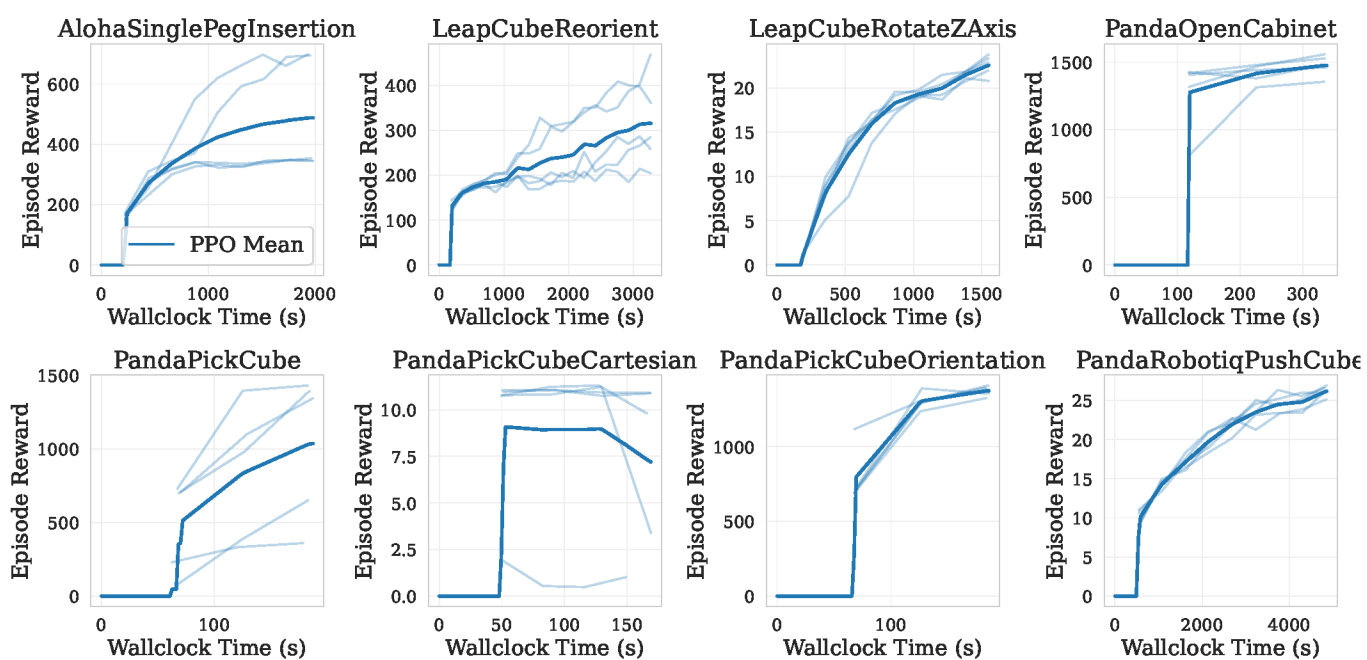 AlohaSinglePegInsertion
Episode Reward
600
400
200
0
PPO Mean
0 1000 2000
Wallclock Time (s)
LeapCubeReorient
Episode Reward
400
300
200
100
0
0 1000 2000 3000
Wallclock Time (s)
LeapCubeRotateZAxis
Episode Reward
20
15
10
5
0
0 500 1000 1500
Wallclock Time (s)
PandaOpenCabinet
Episode Reward
1500
1000
500
0
0 100 200 300
Wallclock Time (s)
PandaPickCube
Episode Reward
1500
1000
500
0
100
Wallclock Time (s)
PandaPickCubeCartesian
Episode Reward
10.0
7.5
5.0
2.5
0.0
0 50 100 150
Wallclock Time (s)
PandaPickCubeOrientation
Episode Reward
1000
500
0
0 100
Wallclock Time (s)
PandaRobotiqPushCube
Episode Reward
25
20
15
10
5
0
0 2000 4000
Wallclock Time (s)